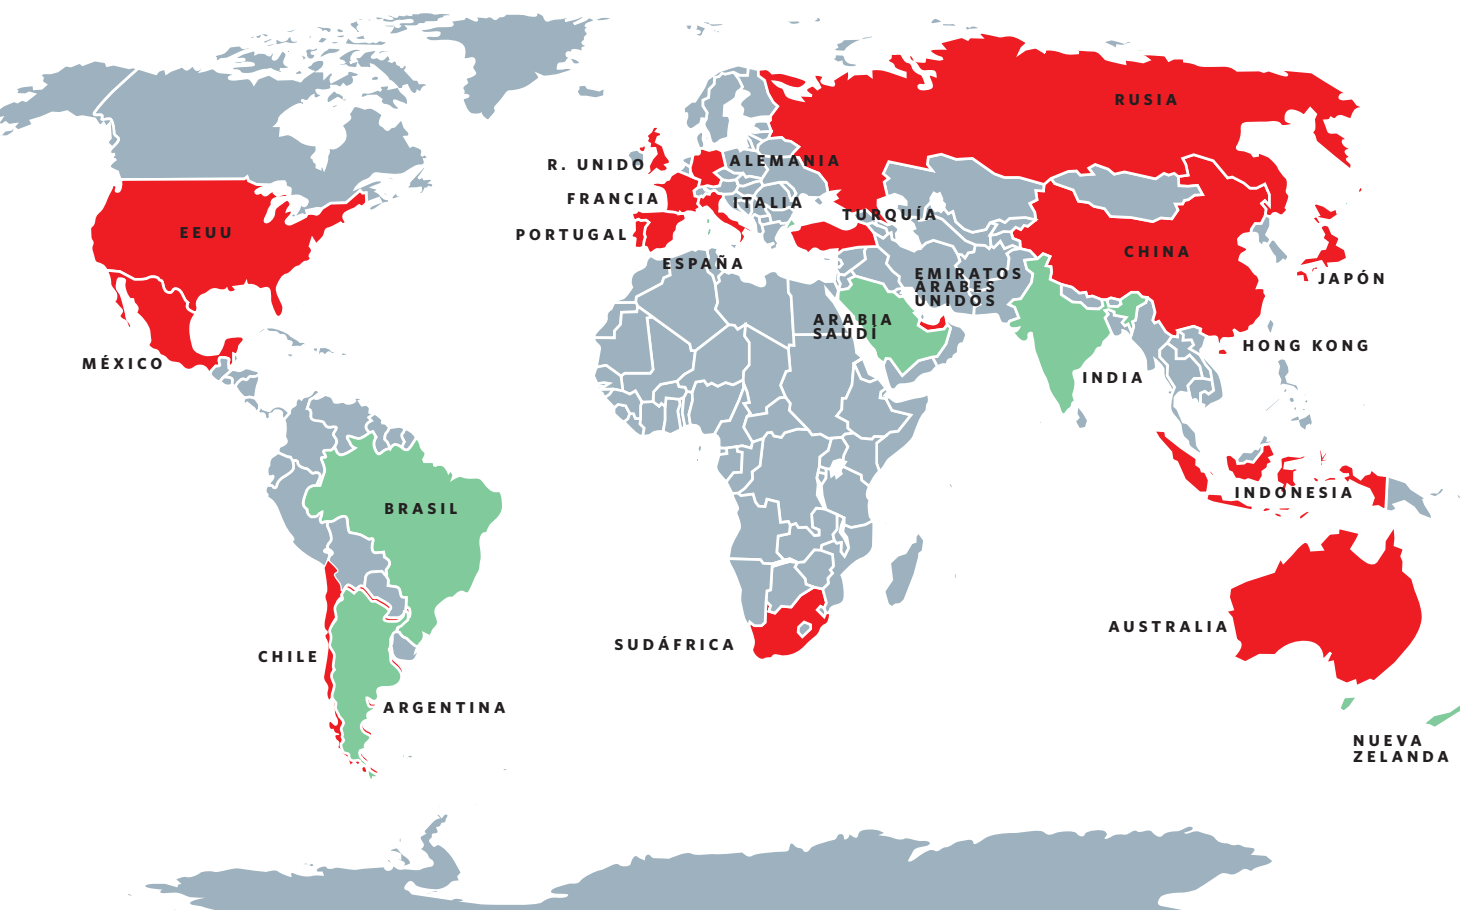 RUSIA
R. UNIDO
ALEMANIA
FRANCIA
ITALIA
TURQUÍA
EEUU
PORTUGAL
CHINA
ESPAÑA
EMIRATOS
ÁRABES
UNIDOS
JAPÓN
ARABIA
SAUDÍ
HONG KONG
MÉXICO
INDIA
INDONESIA
BRASIL
AUSTRALIA
SUDÁFRICA
CHILE
ARGENTINA
NUEVA
ZELANDA